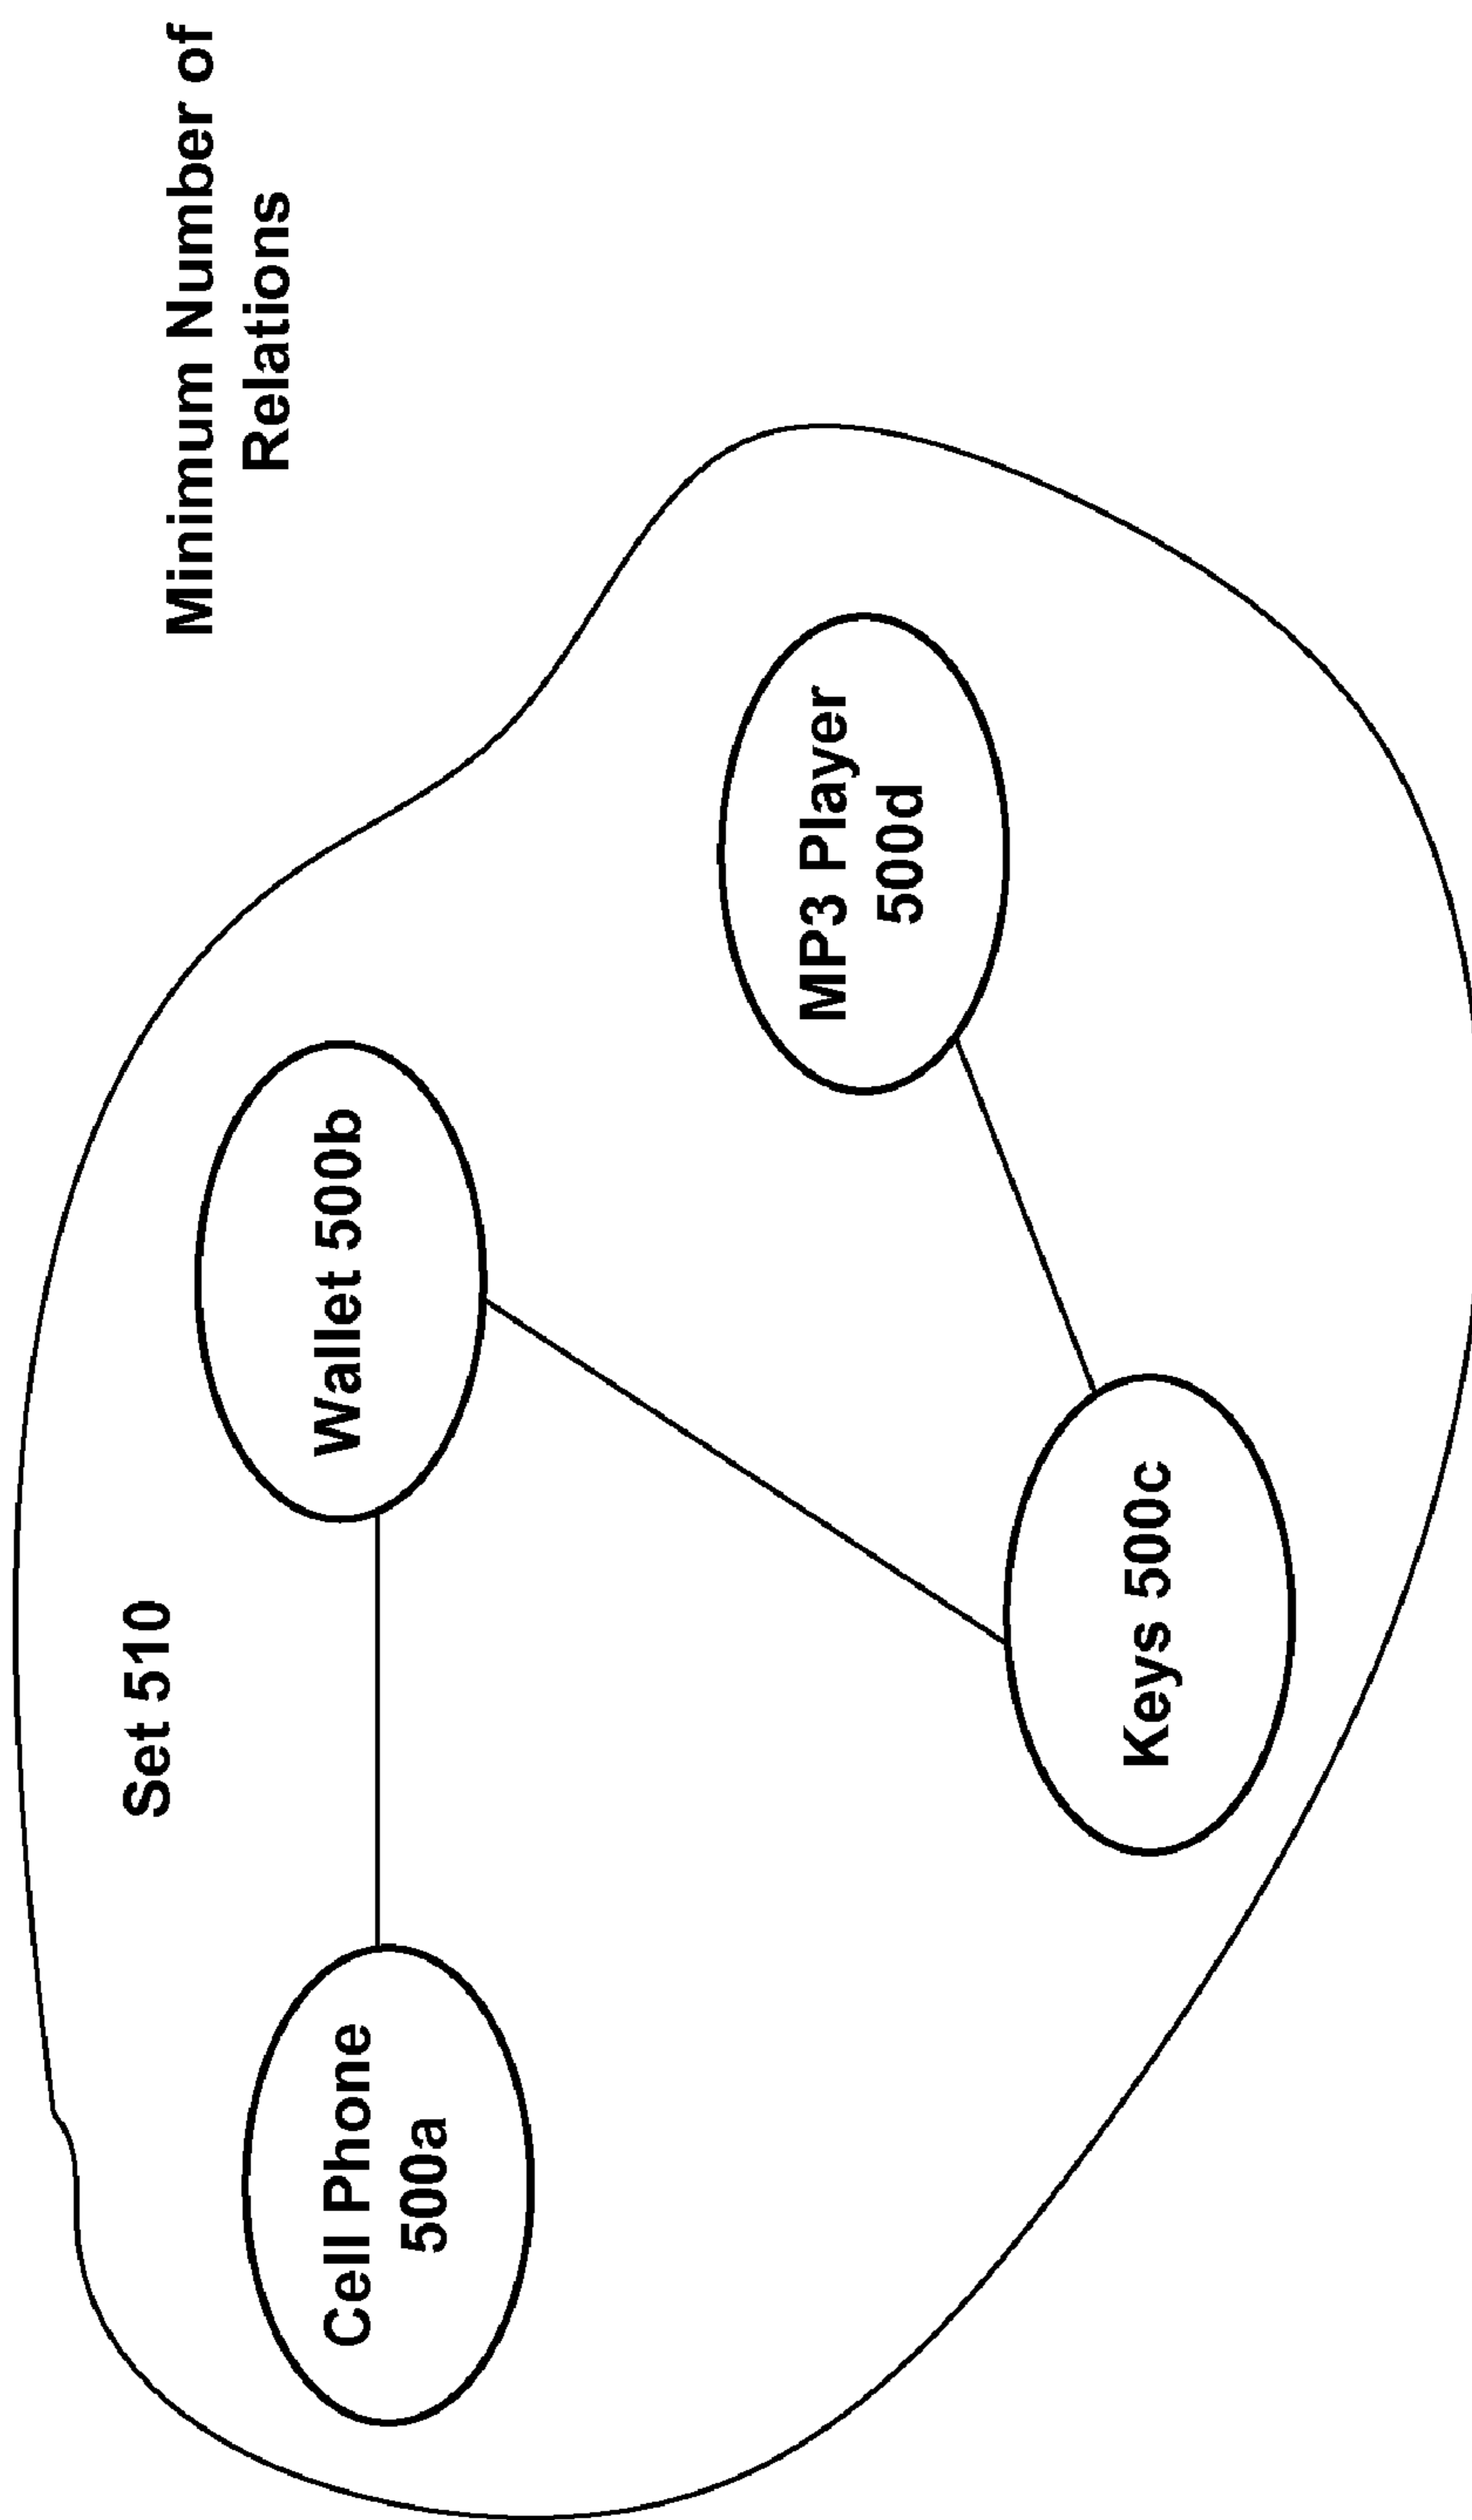 Minimum Number of
Relations
Set 510
Cell Phone
500a
Wallet 500b
Keys 500c
MP3 Player
500d